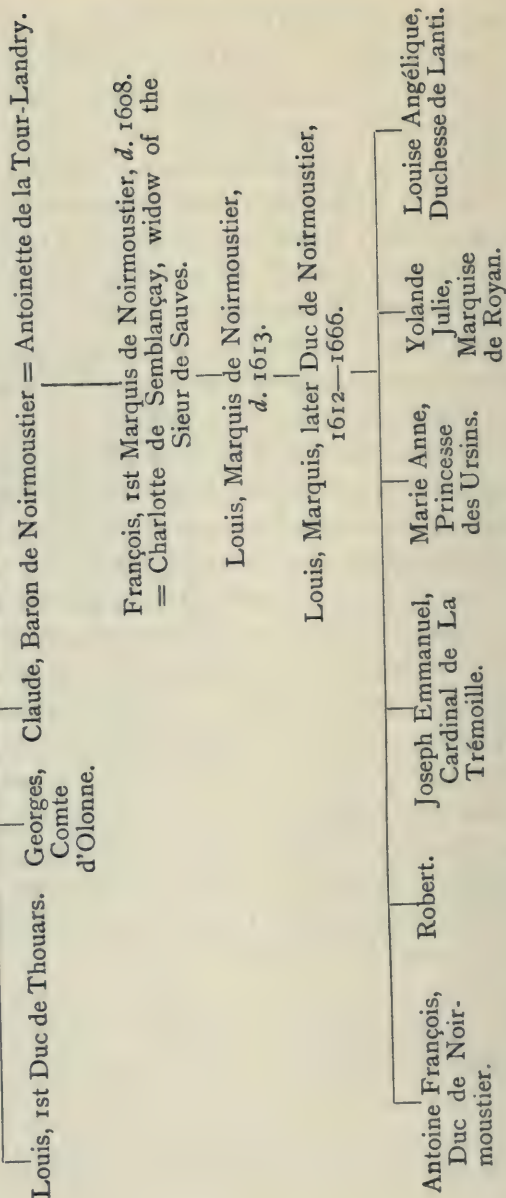 Louis, 1st Duc de Thouars.
Georges,
Comte
d'Olonne.
Claude, Baron de Noirmoustier = Antoinette de la Tour-Landry.
François, 1st Marquis de Noirmoustier, d. 1608.
= Charlotte de Semblançay, widow of the
Sieur de Sauves.
Louis, Marquis de Noirmoustier,
d. 1613.
Louis, Marquis, later Duc de Noirmoustier,
1612—1666.
Antoine François,
Duc de Noir-
moustier.
Robert.
Joseph Emmanuel,
Cardinal de La
Trémoille.
Marie Anne,
Princesse
des Ursins.
Yolande
Julie,
Marquise
de Royan.
Louise Angélique,
Duchesse de Lanti.